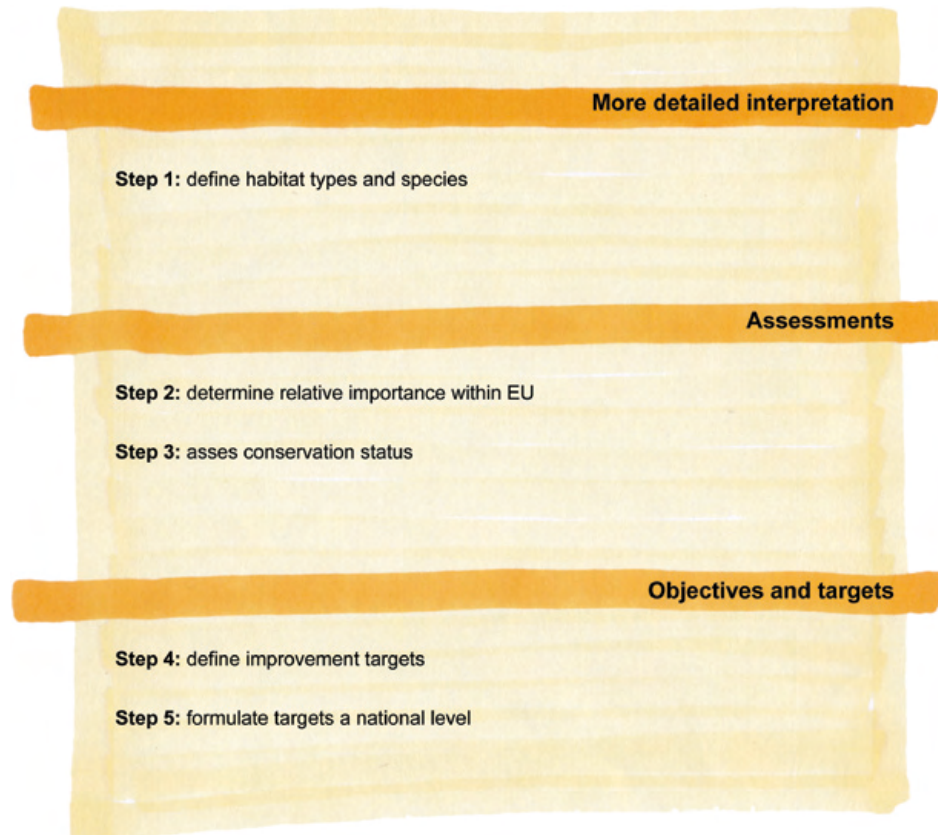 More detailed interpretation
Step 1: define habitat types and species
Assessments
Step 2: determine relative importance within EU
Step 3: asses conservation status
Objectives and targets
Step 4: define improvement targets
Step 5: formulate targets a national level